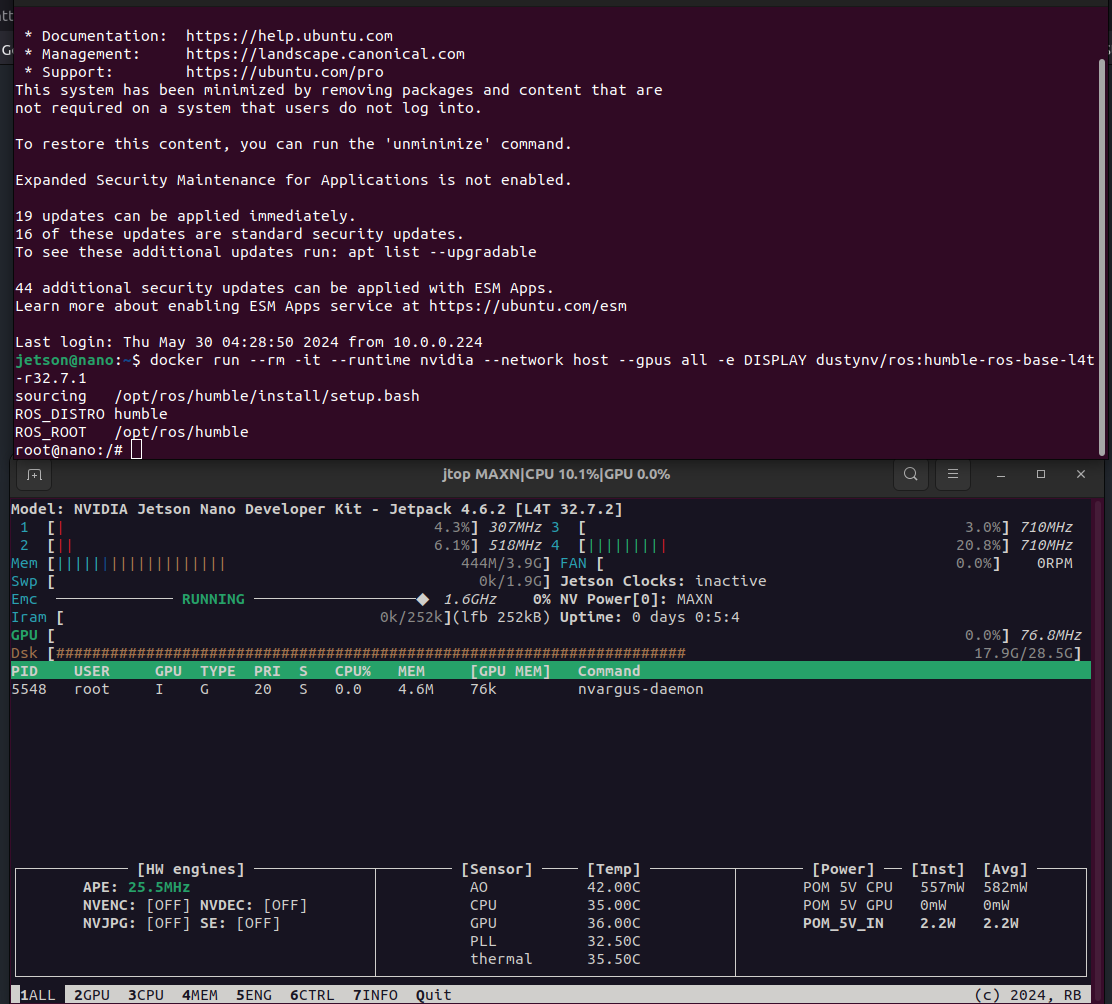 tt
 * Documentation:  https://help.ubuntu.com
 * Management:     https://landscape.canonical.com
 * Support:        https://ubuntu.com/pro
This system has been minimized by removing packages and content that are
not required on a system that users do not log into.
To restore this content, you can run the 'unminimize' command.
Expanded Security Maintenance for Applications is not enabled.
19 updates can be applied immediately.
16 of these updates are standard security updates.
To see these additional updates run: apt list --upgradable
44 additional security updates can be applied with ESM Apps.
Learn more about enabling ESM Apps service at https://ubuntu.com/esm
Last login: Thu May 30 04:28:50 2024 from 10.0.0.224
jetson@nano:~$ docker run --rm -it --runtime nvidia --network host --gpus all -e DISPLAY dustynv/ros:humble-ros-base-l4t
-r32.7.1
sourcing   /opt/ros/humble/install/setup.bash
ROS_DISTRO humble
ROS_ROOT   /opt/ros/humble
root@nano:/#
jtop MAXN|CPU 10.1%|GPU 0.0%
Model: NVIDIA Jetson Nano Developer Kit - Jetpack 4.6.2 [L4T 32.7.2]
1 [| 4.3%] 307MHz 3 [ 3.0%] 710MHz
2 [|| 6.1%] 518MHz 4 [||||||||| 20.8%] 710MHz
Mem [||||||||||||||||||| 444M/3.9G] FAN [ 0.0%] 0RPM
Swp [ 0k/1.9G] Jetson Clocks: inactive
Emc RUNNING 1.6GHz 0% NV Power[0]: MAXN
Iram [ 0k/252k](lfb 252kB) Uptime: 0 days 0:5:4
GPU [ 0.0%] 76.8MHz
Dsk [###################################################################### 17.9G/28.5G]
PID USER GPU TYPE PRI S CPU% MEM [GPU MEM] Command
5548 root I G 20 S 0.0 4.6M 76k nvargus-daemon
[HW engines] [Sensor] [Temp] [Power] [Inst] [Avg]
APE: 25.5MHz AO 42.00C POM 5V CPU 557mW 582mW
NVENC: [OFF] NVDEC: [OFF] CPU 35.00C POM 5V GPU 0mW 0mW
NVJPG: [OFF] SE: [OFF] GPU 36.00C POM_5V_IN 2.2W 2.2W
PLL 32.50C
thermal 35.50C
1ALL 2GPU 3CPU 4MEM 5ENG 6CTRL 7INFO Quit (c) 2024, RB